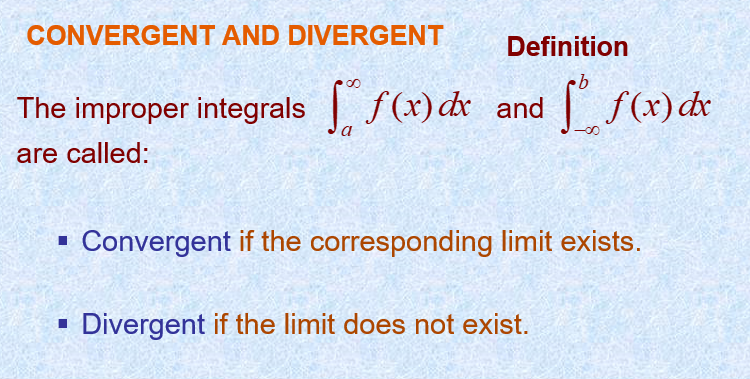 CONVERGENT AND DIVERGENT
Definition
The improper integrals ∫_a^∞ f(x) dx and ∫_{-∞}^b f(x) dx
are called:
▪ Convergent if the corresponding limit exists.
▪ Divergent if the limit does not exist.